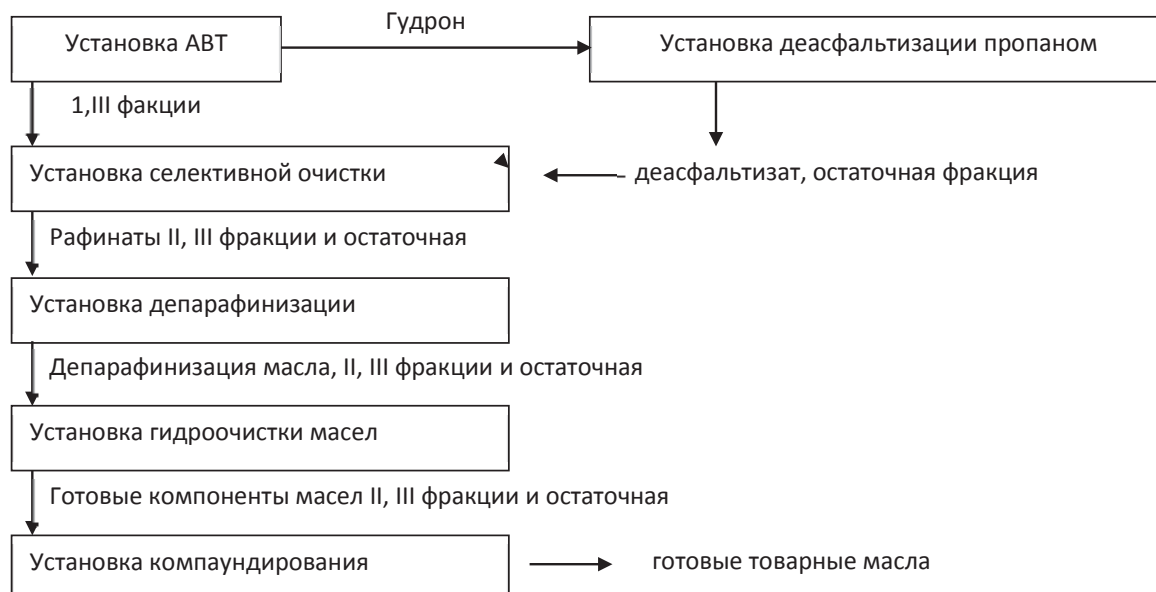 Гудрон
Установка АВТ
Установка деасфальтизации пропаном
1,III факции
Установка селективной очистки
деасфальтизат, остаточная фракция
Рафинаты II, III фракции и остаточная
Установка депарафинизации
Депарафинизация масла, II, III фракции и остаточная
Установка гидроочистки масел
Готовые компоненты масел II, III фракции и остаточная
Установка компаундирования
готовые товарные масла